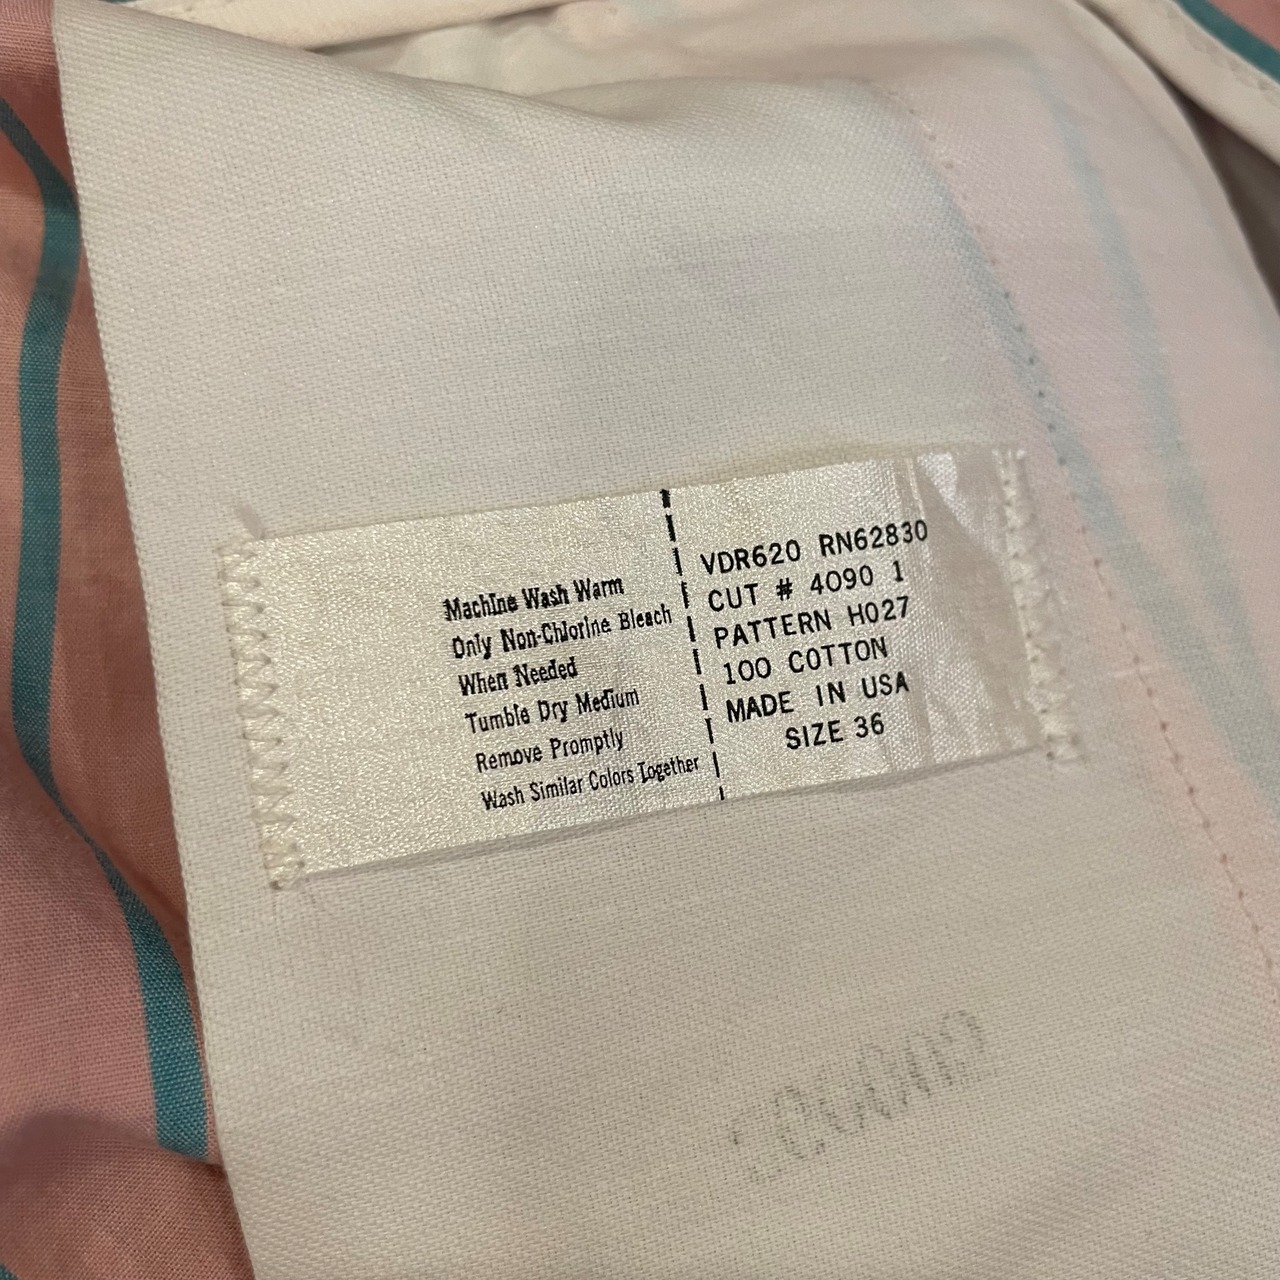 Machine Wash Warm
Only Non-Chlorine Bleach
When Needed
Tumble Dry Medium
Remove Promptly
Wash Similar Colors Together
VDR620 RN62830
CUT # 4090 1
PATTERN H027
100 COTTON
MADE IN USA
SIZE 36